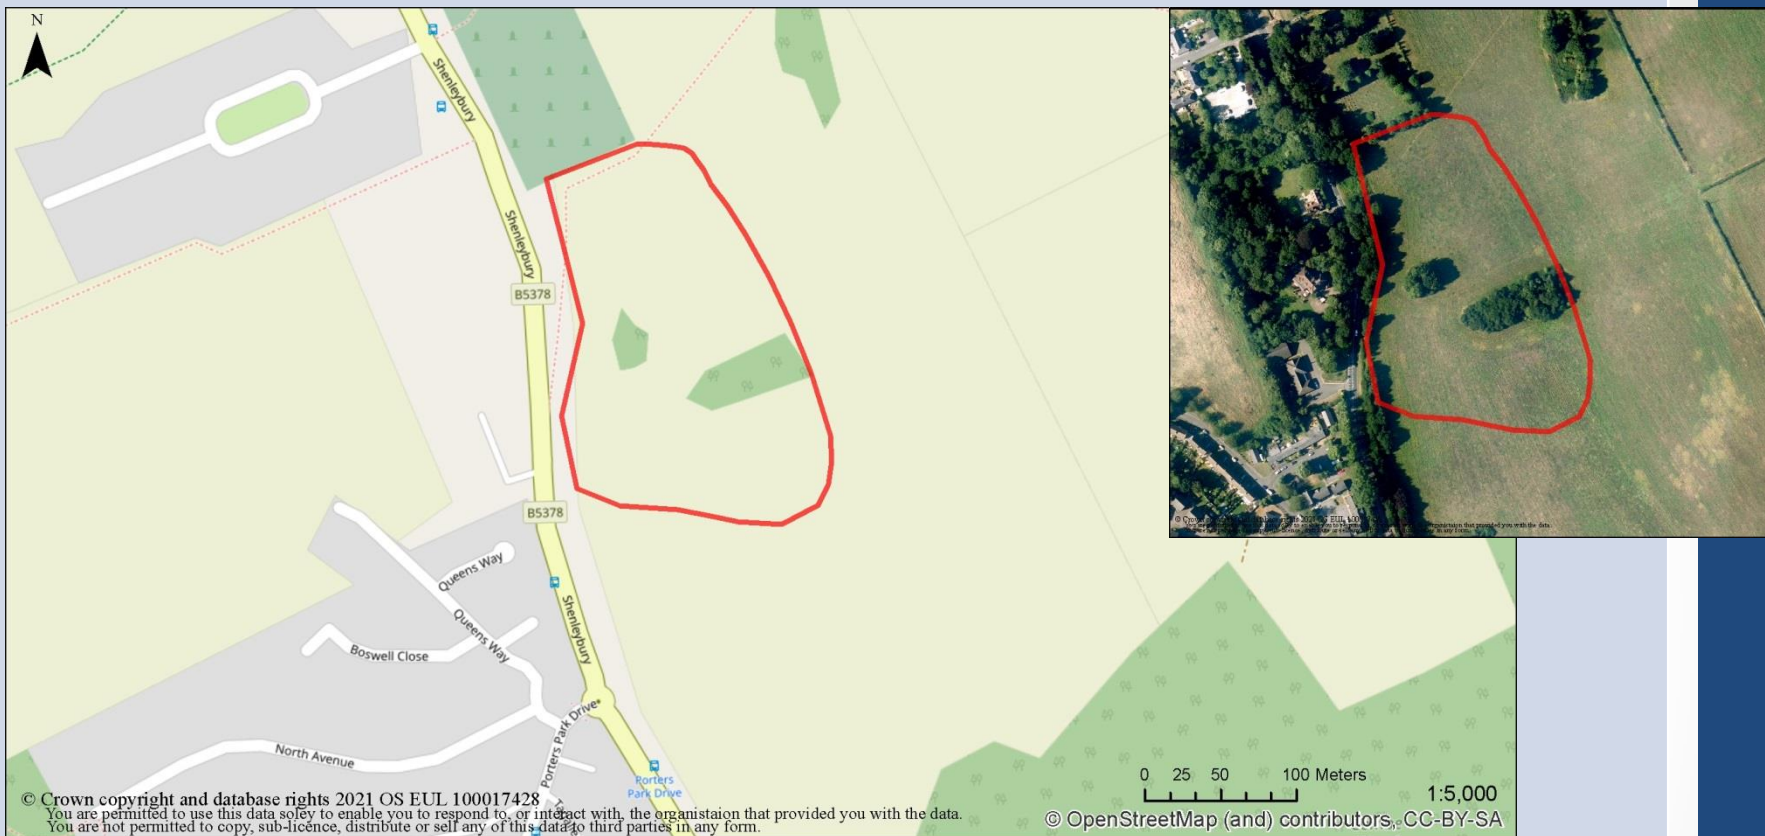 N
Shenleybury
Shenleybury
B5378
B5378
Queens Way
Queens Way
Shenleybury
Boswell Close
Porters Park Drive
North Avenue
Porters
Park Drive
0 25 50 100 Meters
1:5,000
© Crown copyright and database rights 2021 OS EUL 100017428
You are permitted to use this data soley to enable you to respond to, or interact with, the organistaion that provided you with the data.
You are not permitted to copy, sub-licence, distribute or sell any of this data to third parties in any form.
© OpenStreetMap (and) contributors, CC-BY-SA